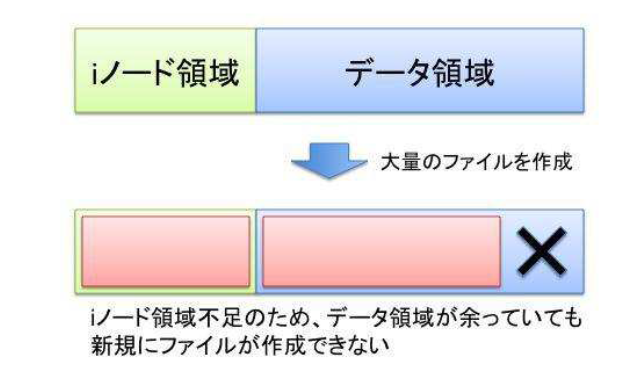 iノード領域
データ領域
大量のファイルを作成
iノード領域不足のため、データ領域が余っていても
新規にファイルが作成できない